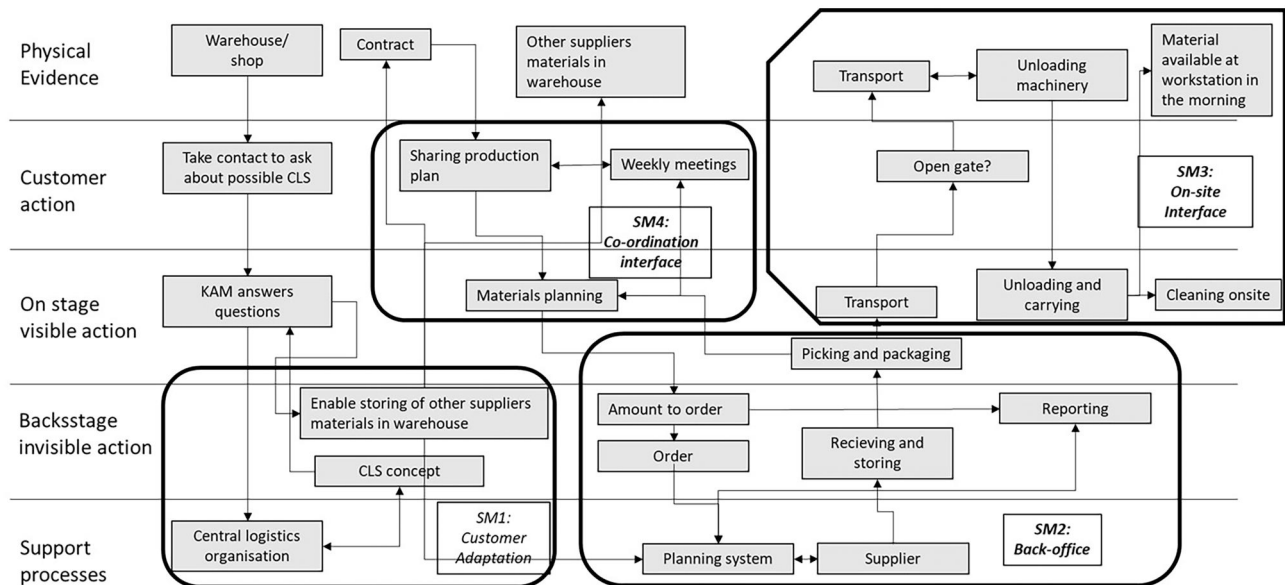 Physical
Evidence
Warehouse/
shop
Contract
Other suppliers
materials in
warehouse
Transport
Unloading
machinery
Material
available at
workstation in
the morning
Customer
action
Take contact to ask
about possible CLS
Sharing production
plan
Weekly meetings
SM4:
Co-ordination
interface
Open gate?
SM3:
On-site
Interface
On stage
visible action
KAM answers
questions
Materials planning
Transport
Unloading and
carrying
Cleaning onsite
Picking and packaging
Backsstage
invisible action
Enable storing of other suppliers
materials in warehouse
CLS concept
Amount to order
Order
Recieving and
storing
Reporting
Support
processes
Central logistics
organisation
SM1:
Customer
Adaptation
Planning system
Supplier
SM2:
Back-office